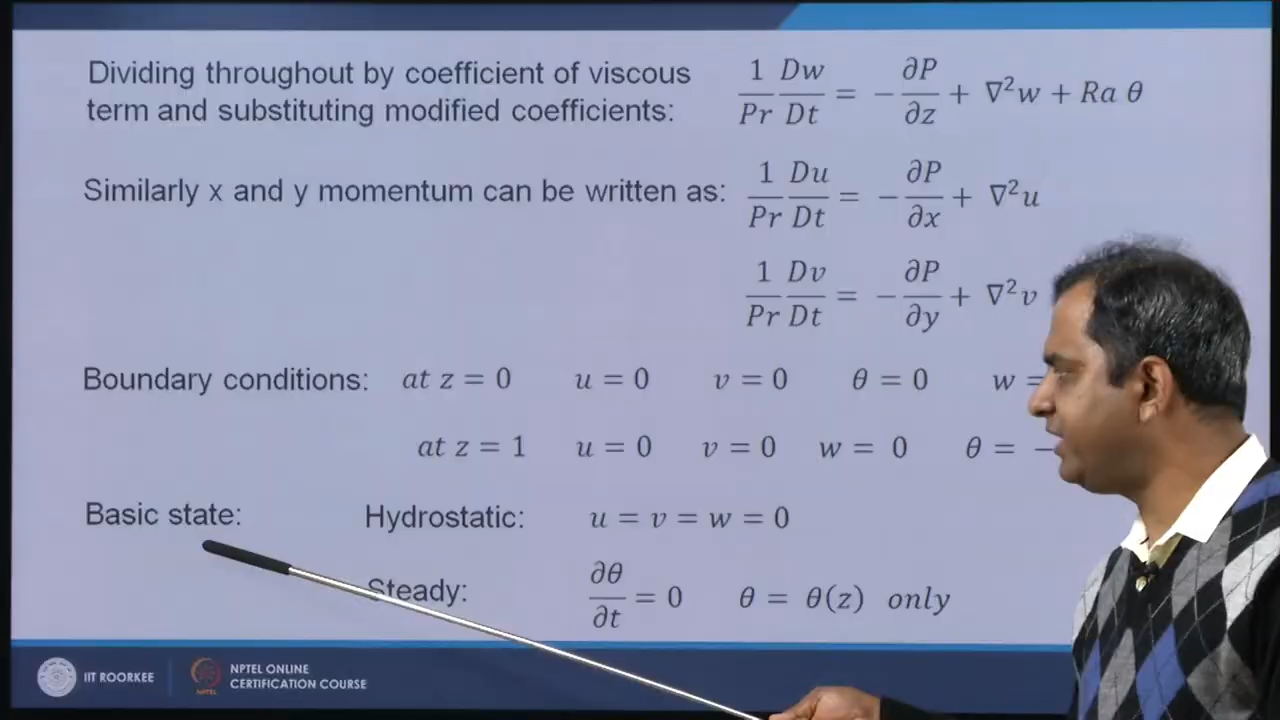 Dividing throughout by coefficient of viscous
term and substituting modified coefficients:
1/Pr Dw/Dt = − ∂P/∂z + ∇²w + Ra θ
Similarly x and y momentum can be written as:
1/Pr Du/Dt = − ∂P/∂x + ∇²u
1/Pr Dv/Dt = − ∂P/∂y + ∇²v
Boundary conditions: at z = 0 u = 0 v = 0 θ = 0 w =
at z = 1 u = 0 v = 0 w = 0 θ = −
Basic state: Hydrostatic: u = v = w = 0
Steady: ∂θ/∂t = 0 θ = θ(z) only
IIT ROORKEE
NPTEL ONLINE
CERTIFICATION COURSE